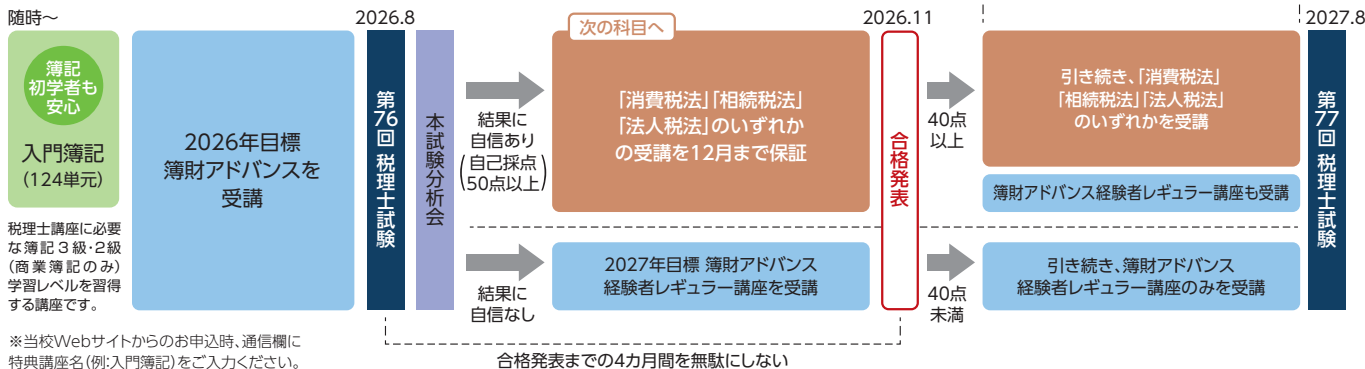 随時～
簿記
初学者も
安心
入門簿記
(124単元)
税理士講座に必要
な簿記3級・2級
(商業簿記のみ)
学習レベルを習得
する講座です。
※当校Webサイトからのお申込時、通信欄に
特典講座名(例:入門簿記)をご入力ください。
2026年目標
簿財アドバンスを
受講
2026.8
第76回 税理士試験
本試験分析会
結果に
自信あり
(自己採点
50点以上)
次の科目へ
「消費税法」「相続税法」
「法人税法」のいずれか
の受講を12月まで保証
結果に
自信なし
2027年目標 簿財アドバンス
経験者レギュラー講座を受講
合格発表までの4カ月間を無駄にしない
2026.11
合格発表
40点
以上
引き続き、「消費税法」
「相続税法」「法人税法」
のいずれかを受講
簿財アドバンス経験者レギュラー講座も受講
40点
未満
引き続き、簿財アドバンス
経験者レギュラー講座のみを受講
2027.8
第77回 税理士試験